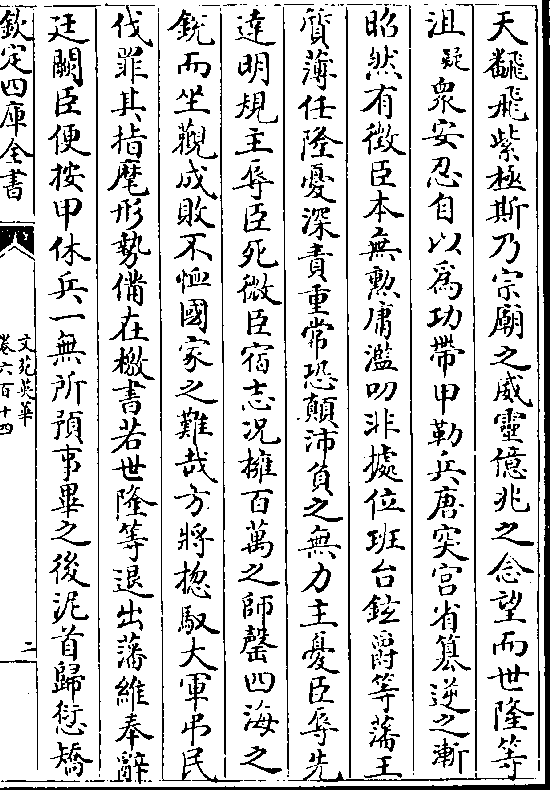 天飜飛紫極斯乃宗廟之威靈億兆之念望而世隆等
沮疑衆安忍自以為功帶甲勒兵唐突宮省簒逆之漸
昭然有徴臣本無勲庸濫叨非據位班台鉉爵等藩王
質薄任隆憂深責重常恐顛沛負之無力主憂臣辱先
達明規主辱臣死微臣宿志况擁百萬之師罄四海之
銳而坐觀成敗不恤國家之難哉方將捴馭大軍弔民
伐罪其指麾形勢備在檄書若世隆等退出藩維奉辭
廷闕臣便按甲休兵一無所預事畢之後泥首歸愆矯
欽定四庫全書
文苑英華
卷六百十四
二